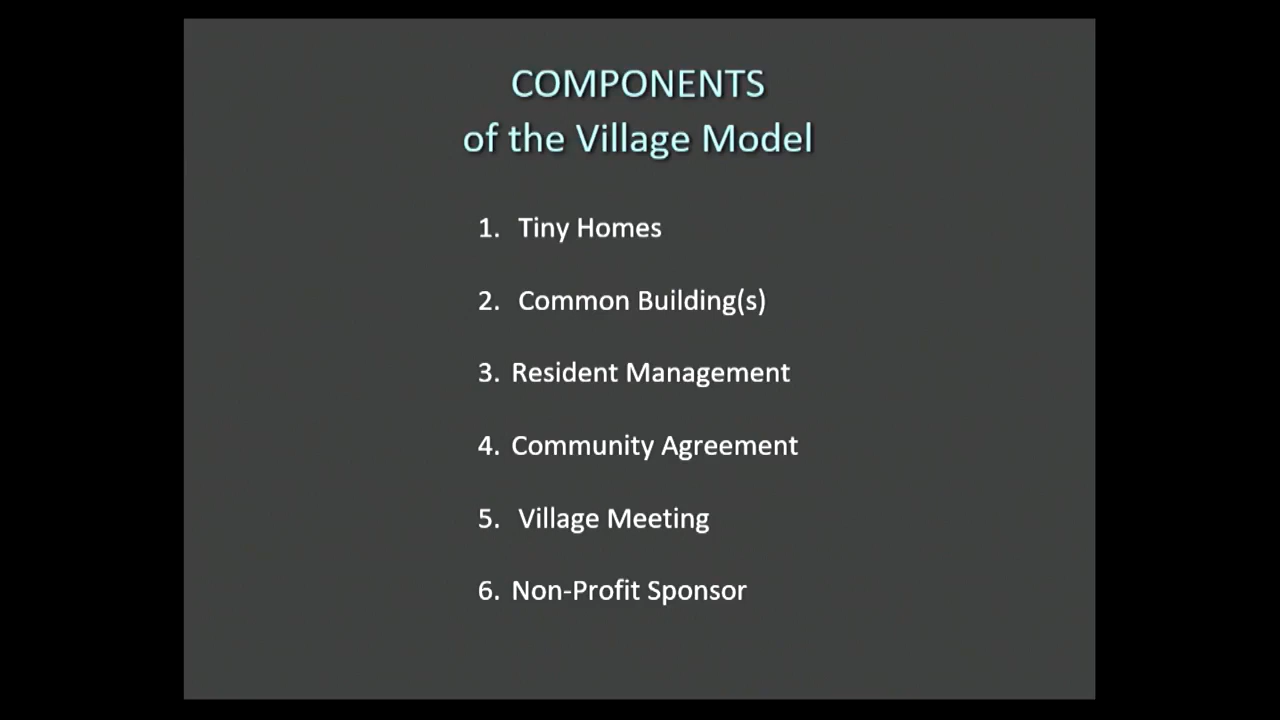 COMPONENTS
of the Village Model
1. Tiny Homes
2. Common Building(s)
3. Resident Management
4. Community Agreement
5. Village Meeting
6. Non-Profit Sponsor